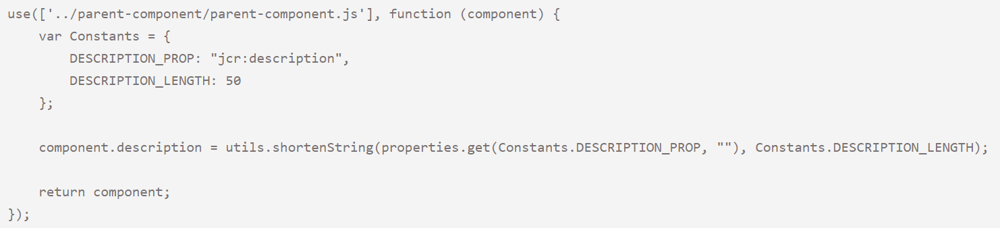 use(['../parent-component/parent-component.js'], function (component) {
    var Constants = {
        DESCRIPTION_PROP: "jcr:description",
        DESCRIPTION_LENGTH: 50
    };

    component.description = utils.shortenString(properties.get(Constants.DESCRIPTION_PROP, ""), Constants.DESCRIPTION_LENGTH);

    return component;
});